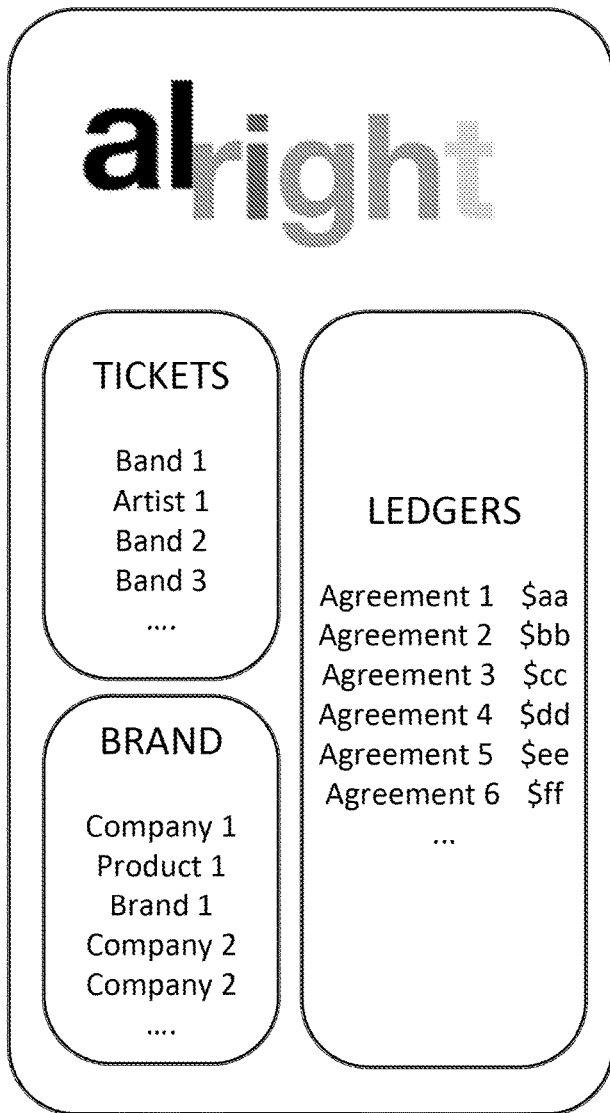 alright
TICKETS
Band 1
Artist 1
Band 2
Band 3
....
BRAND
Company 1
Product 1
Brand 1
Company 2
Company 2
....
LEDGERS
Agreement 1 $aa
Agreement 2 $bb
Agreement 3 $cc
Agreement 4 $dd
Agreement 5 $ee
Agreement 6 $ff
...